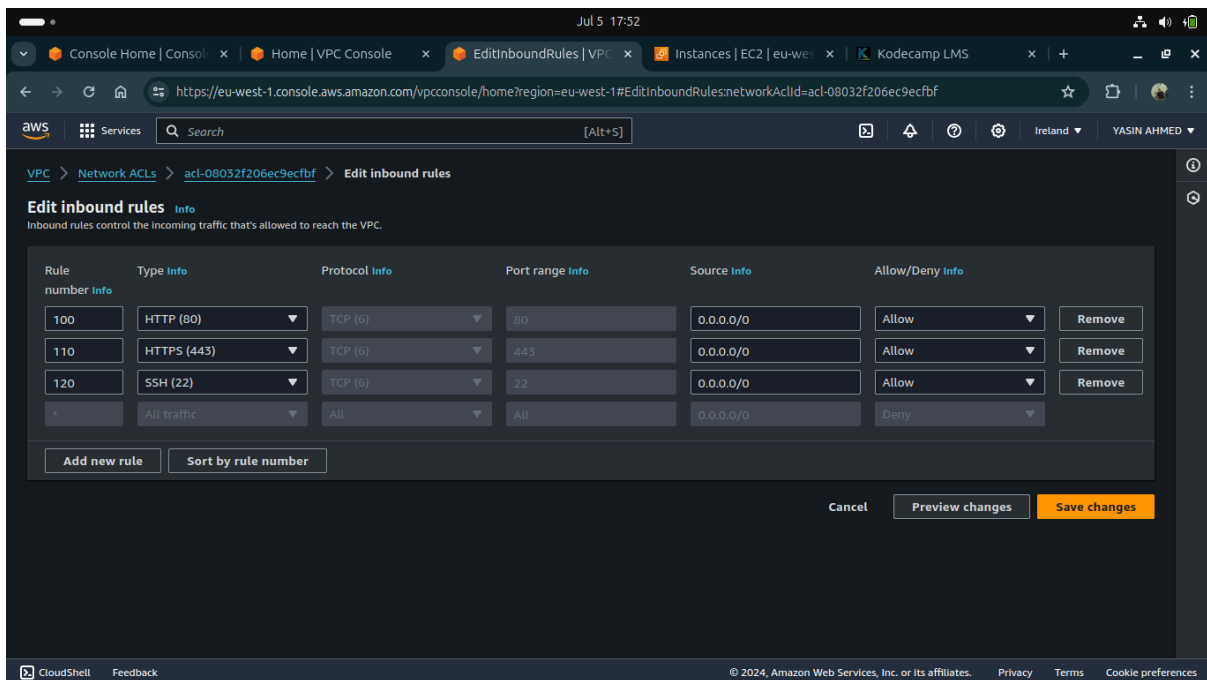 Jul 5 17:52
Console Home | Consol
Home | VPC Console
EditInboundRules | VPC
Instances | EC2 | eu-wes
Kodecamp LMS
https://eu-west-1.console.aws.amazon.com/vpcconsole/home?region=eu-west-1#EditInboundRules:networkAclId=acl-08032f206ec9ecfbf
aws Services Search [Alt+S] Ireland YASIN AHMED
VPC > Network ACLs > acl-08032f206ec9ecfbf > Edit inbound rules
Edit inbound rules Info
Inbound rules control the incoming traffic that's allowed to reach the VPC.
Rule number Info
Type Info
Protocol Info
Port range Info
Source Info
Allow/Deny Info
100 HTTP (80) TCP (6) 80 0.0.0.0/0 Allow Remove
110 HTTPS (443) TCP (6) 443 0.0.0.0/0 Allow Remove
120 SSH (22) TCP (6) 22 0.0.0.0/0 Allow Remove
* All traffic All All 0.0.0.0/0 Deny
Add new rule Sort by rule number
Cancel Preview changes Save changes
CloudShell Feedback © 2024, Amazon Web Services, Inc. or its affiliates. Privacy Terms Cookie preferences